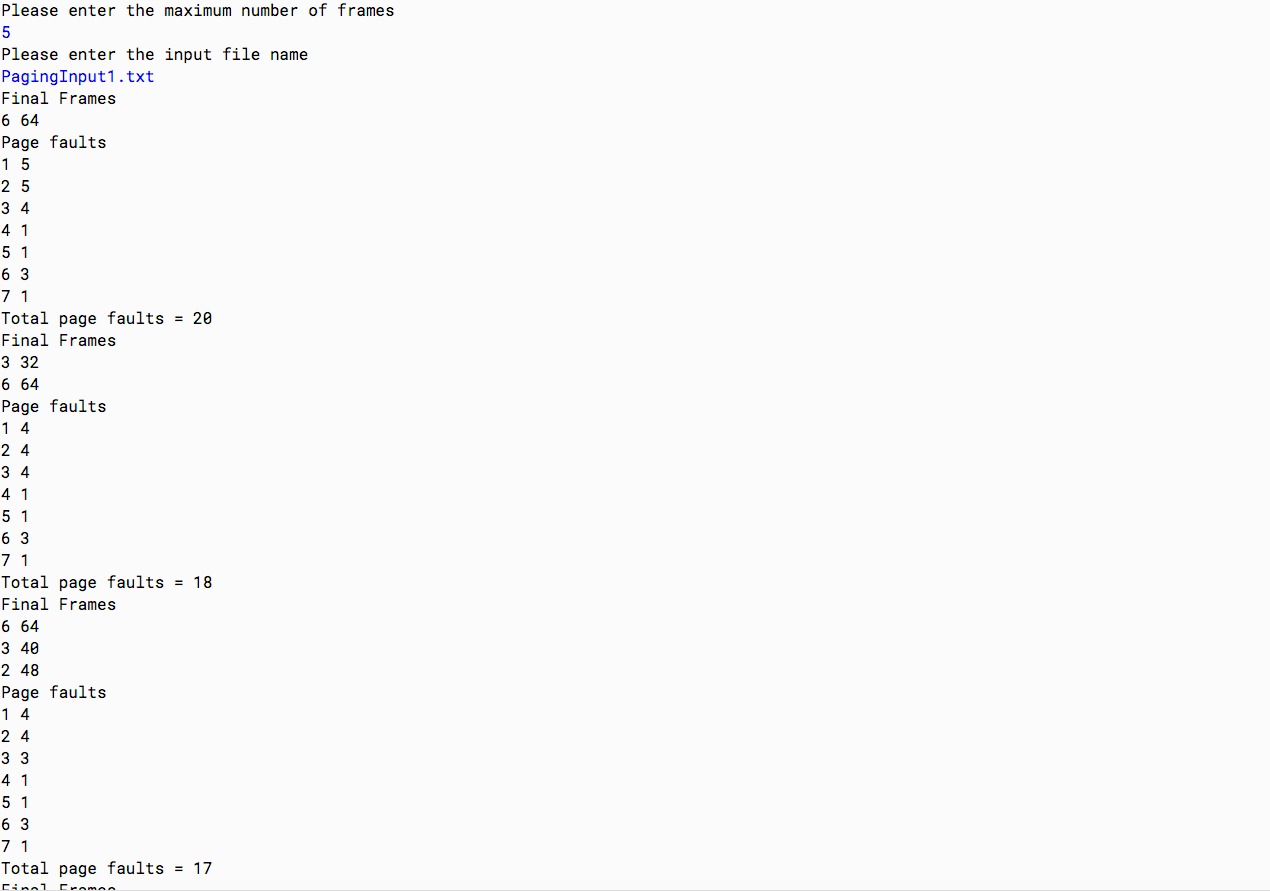 Please enter the maximum number of frames
5
Please enter the input file name
PagingInput1.txt
Final Frames
6 64
Page faults
1 5
2 5
3 4
4 1
5 1
6 3
7 1
Total page faults = 20
Final Frames
3 32
6 64
Page faults
1 4
2 4
3 4
4 1
5 1
6 3
7 1
Total page faults = 18
Final Frames
6 64
3 40
2 48
Page faults
1 4
2 4
3 3
4 1
5 1
6 3
7 1
Total page faults = 17
Final Frames